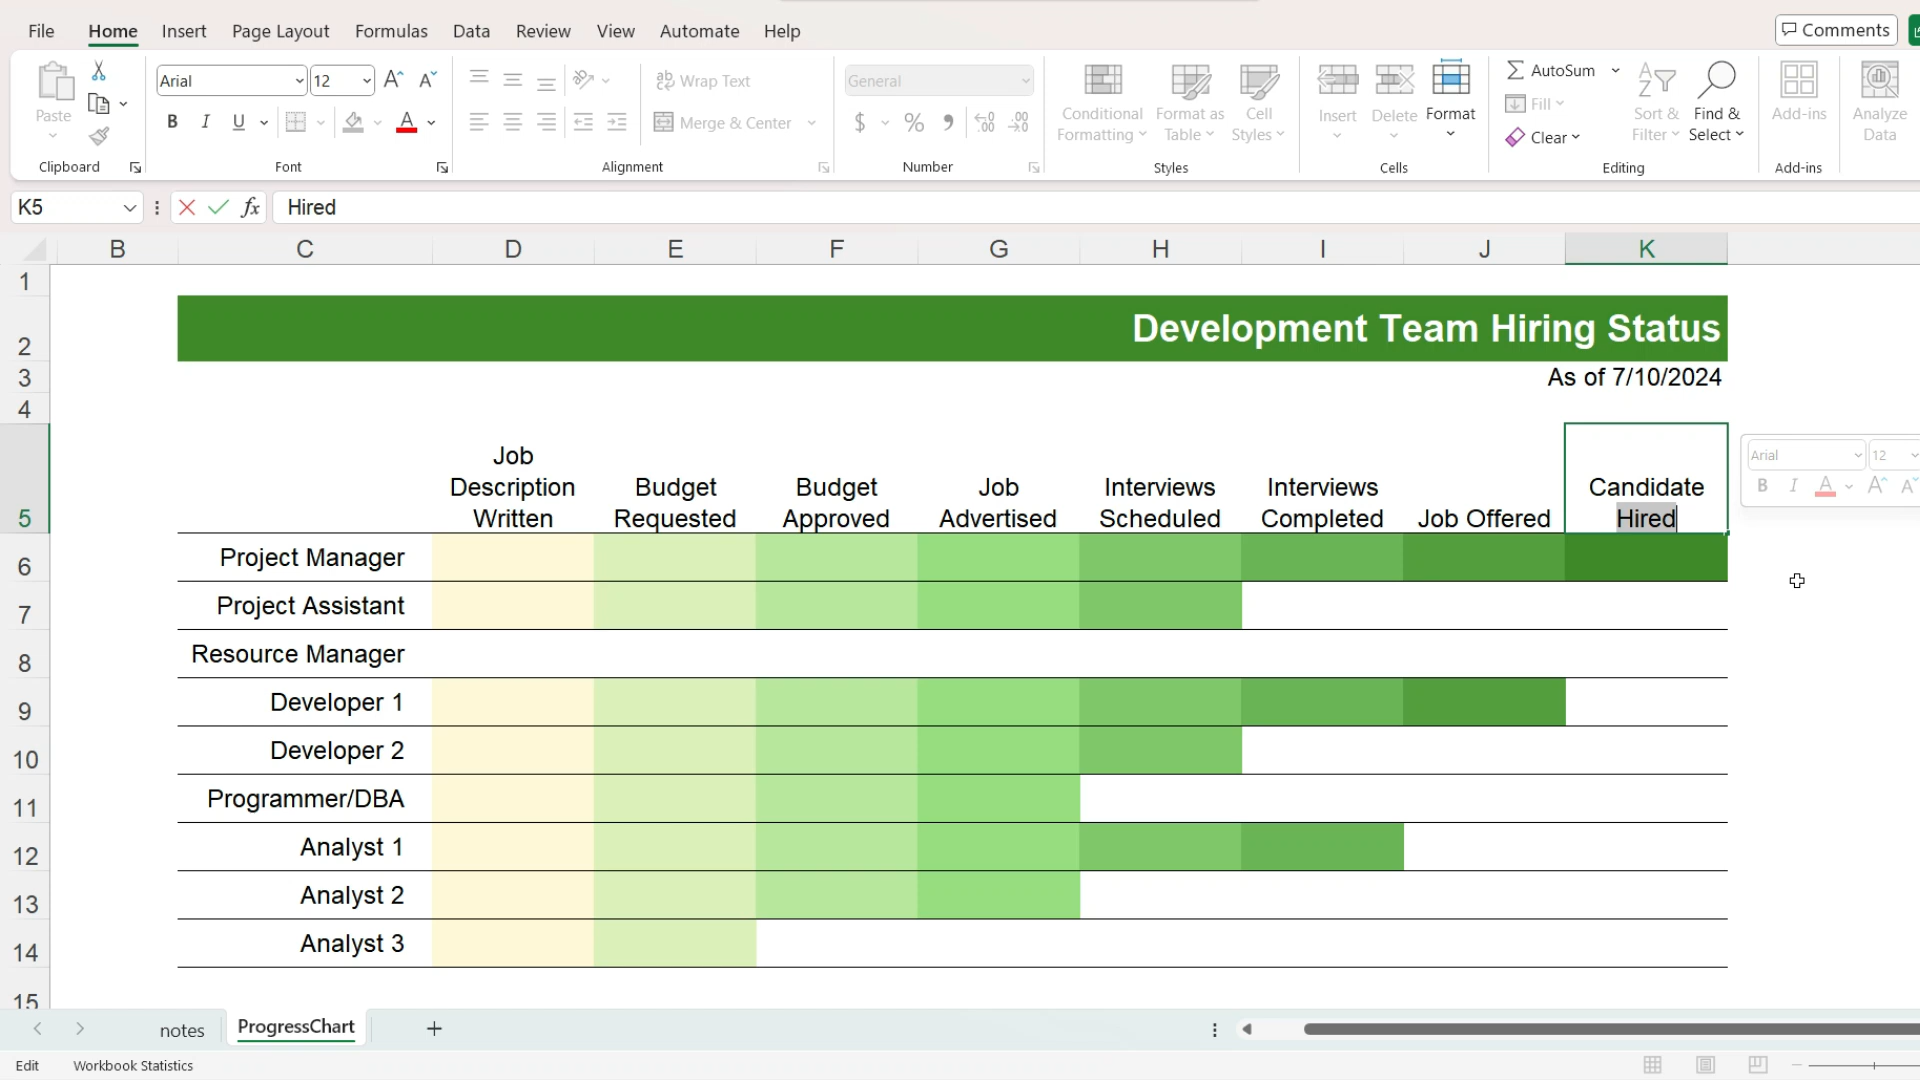 File Home Insert Page Layout Formulas Data Review View Automate Help Comments
Arial 12 Wrap Text General AutoSum
Paste Conditional Format as Cell Insert Delete Format Fill Sort & Find & Add-ins Analyze
B I U A Merge & Center $ % Formatting Table Styles Clear Filter Select Data
Clipboard Font Alignment Number Styles Cells Editing Add-ins
K5 fx Hired
B C D E F G H I J K
1
2 Development Team Hiring Status
3 As of 7/10/2024
4
Job
Description
Written
Budget
Requested
Budget
Approved
Job
Advertised
Interviews
Scheduled
Interviews
Completed
Job Offered
Candidate
Hired
5
Arial 12
B I A A A
6 Project Manager
7 Project Assistant
8 Resource Manager
9 Developer 1
10 Developer 2
11 Programmer/DBA
12 Analyst 1
13 Analyst 2
14 Analyst 3
15
notes ProgressChart +
Edit Workbook Statistics